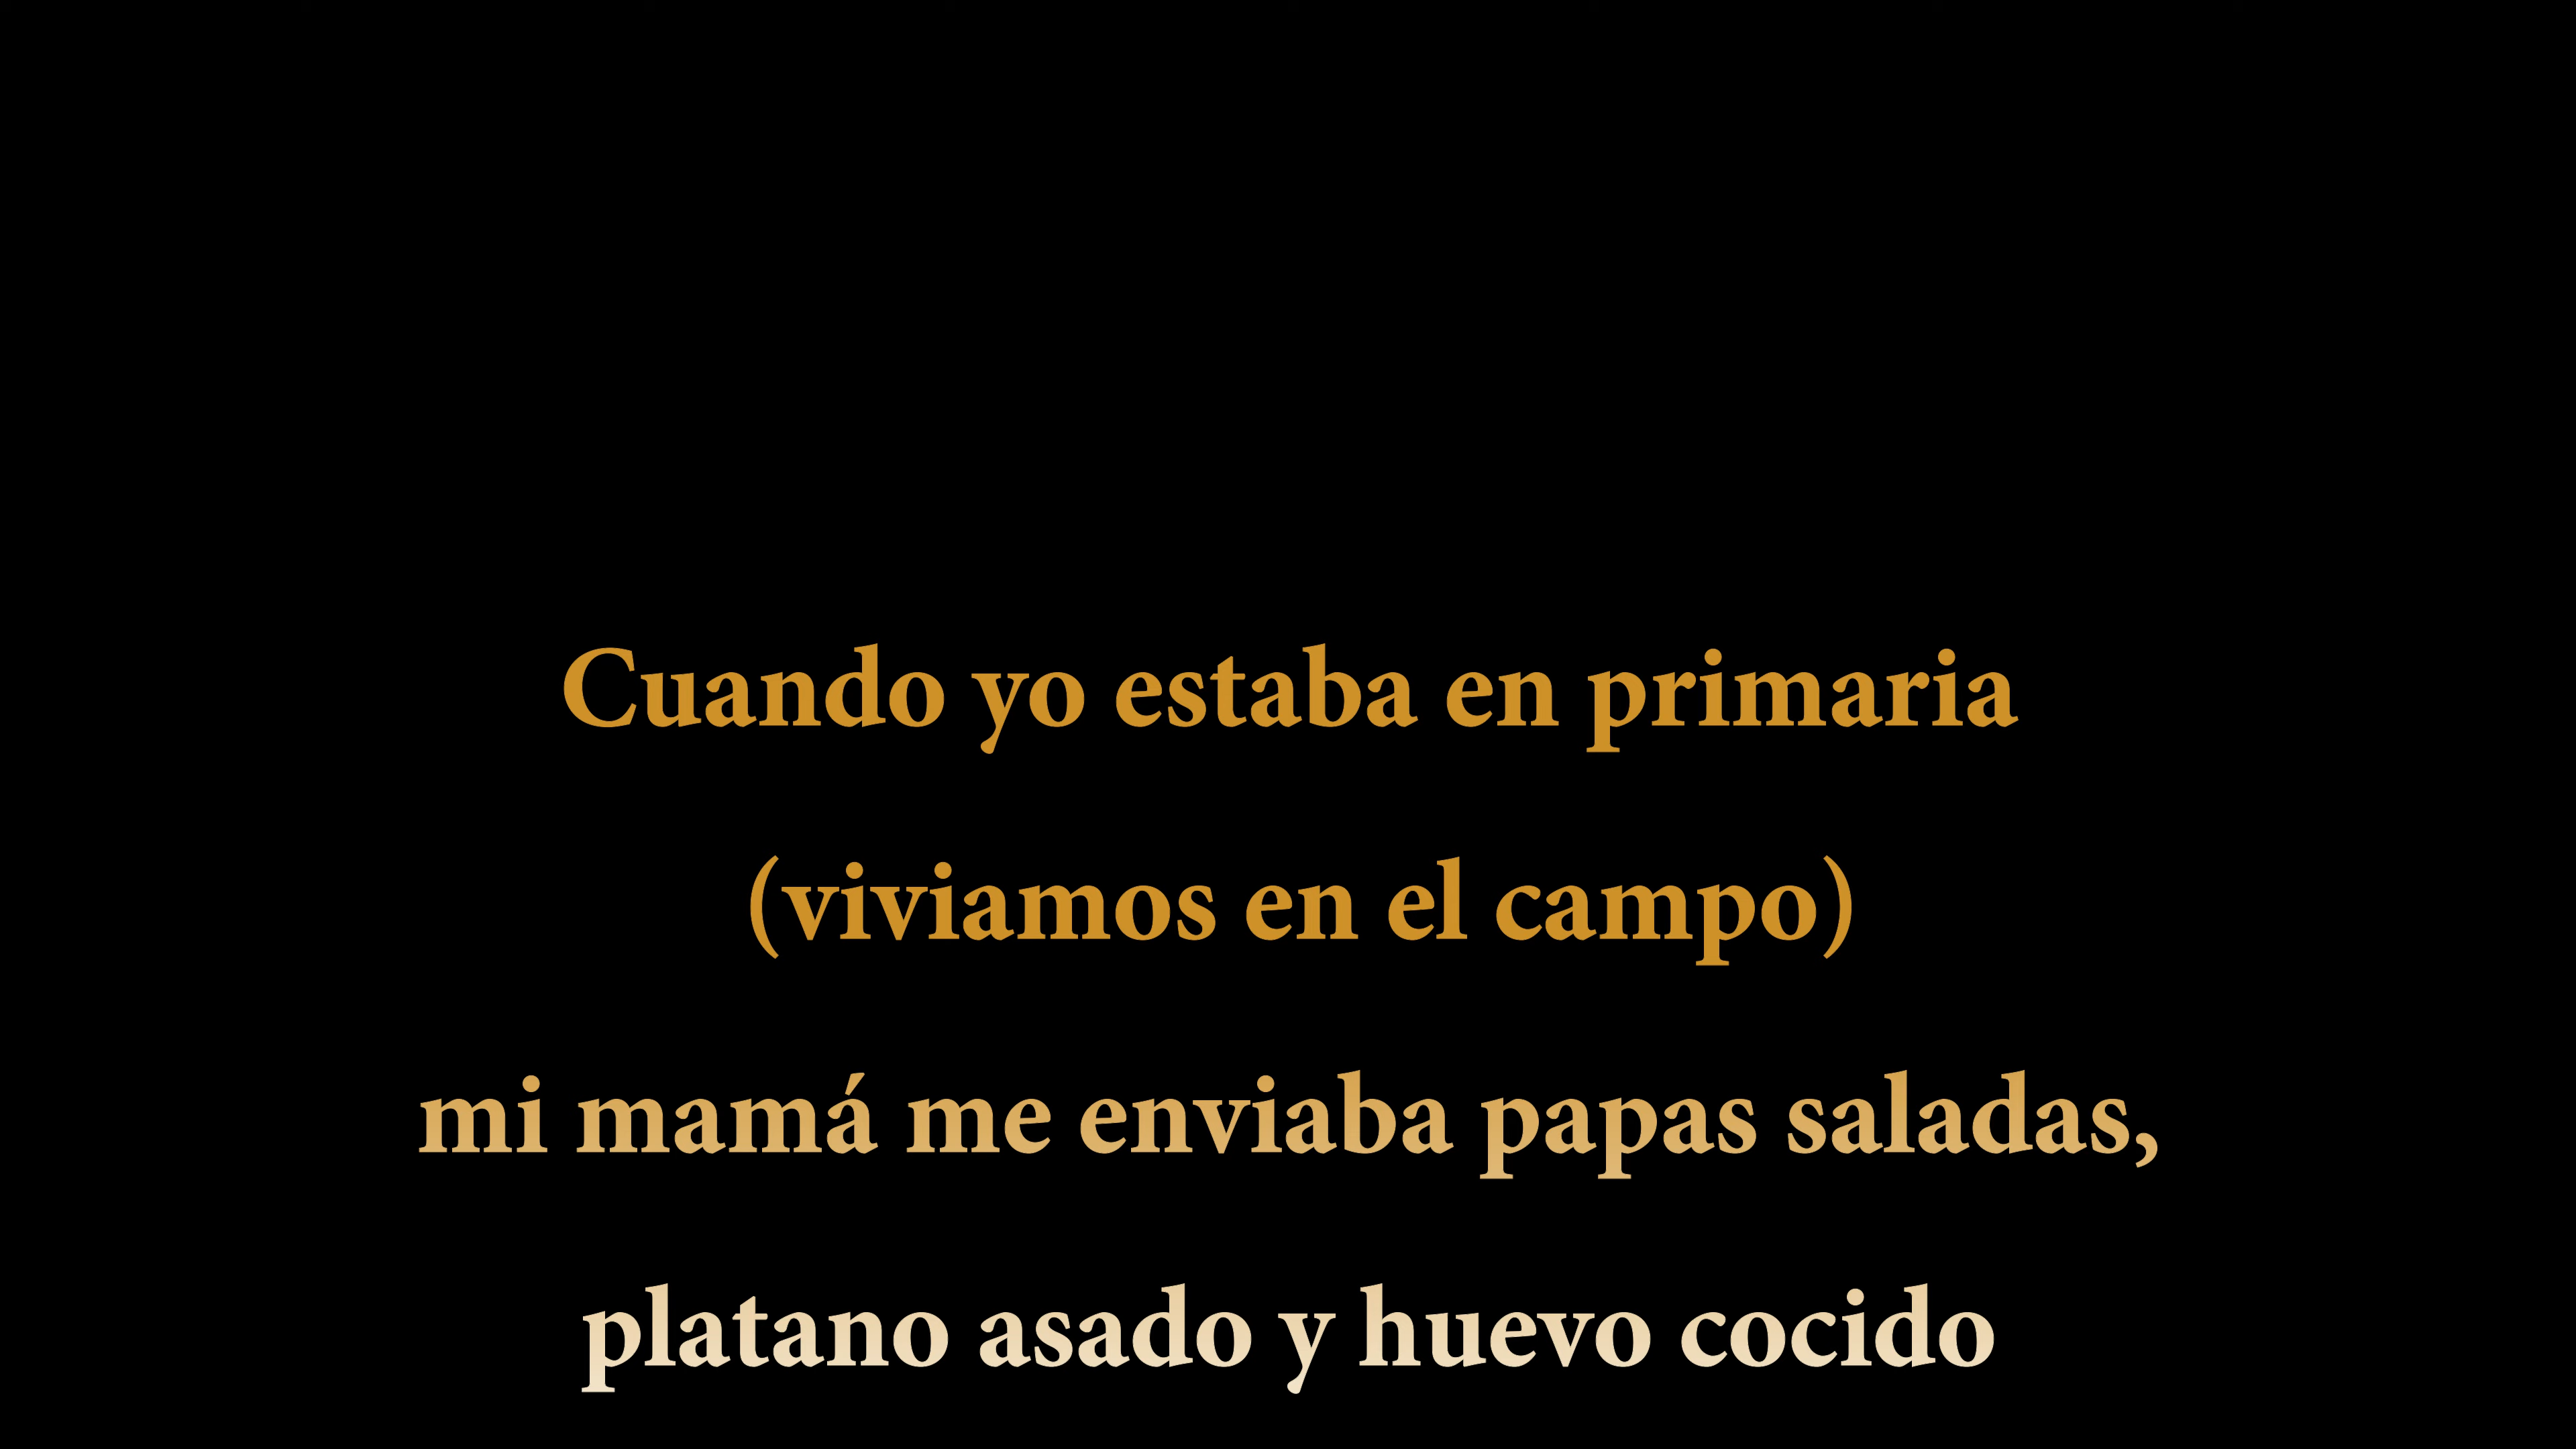 Cuando yo estaba en primaria
(viviamos en el campo)
mi mamá me enviaba papas saladas,
platano asado y huevo cocido